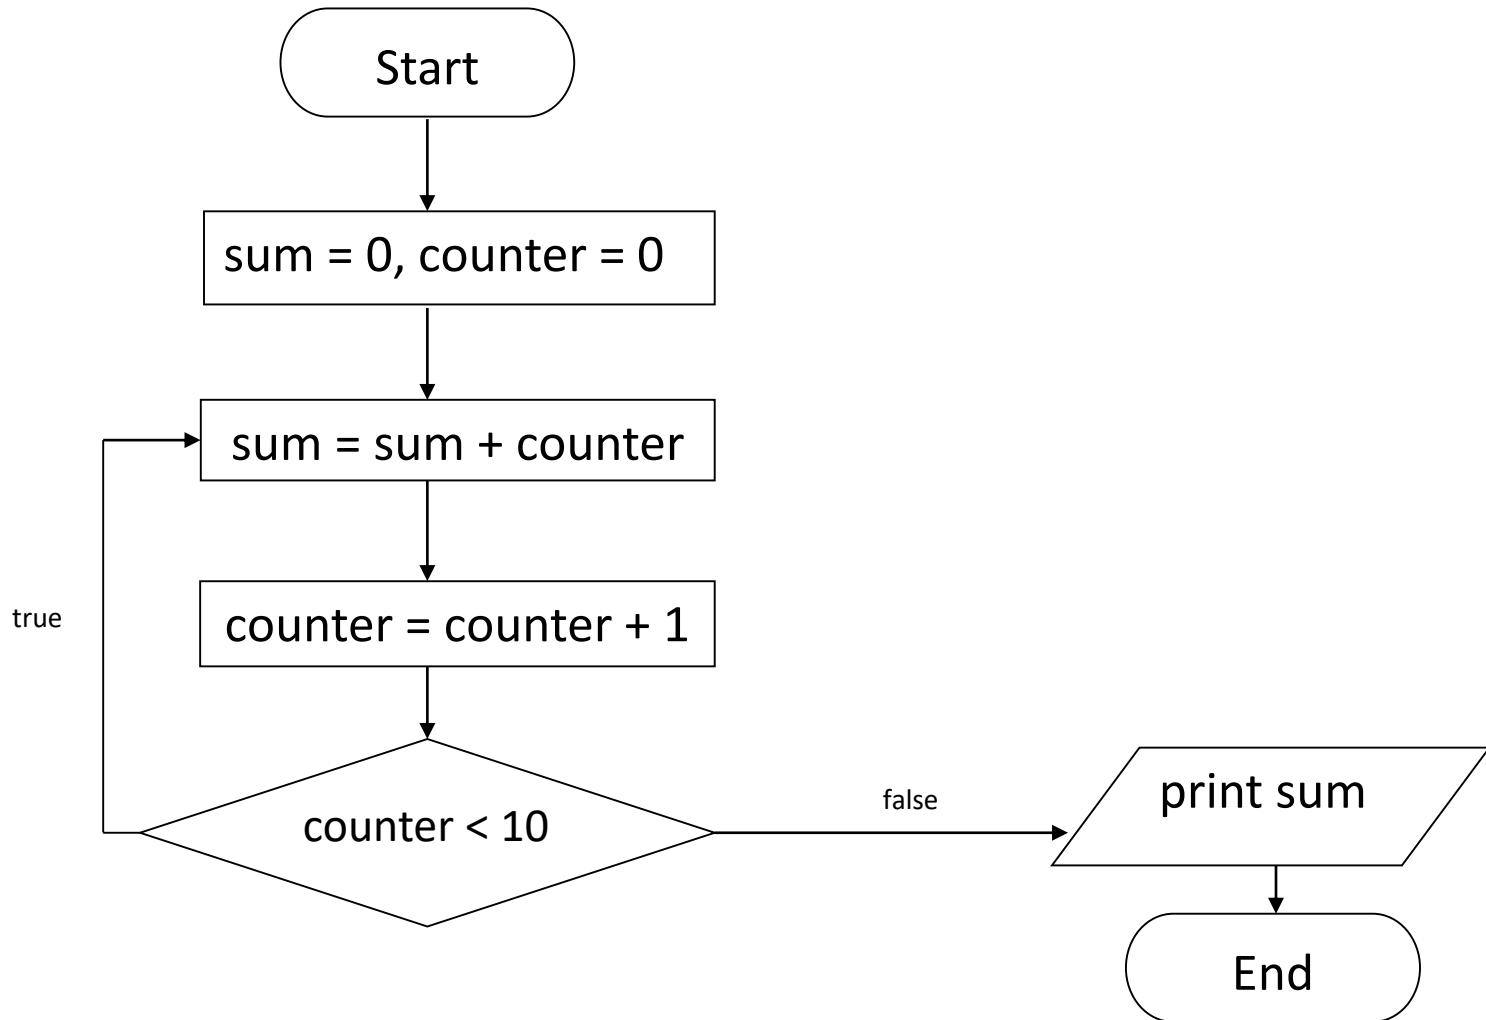 Start
sum = 0, counter = 0
sum = sum + counter
counter = counter + 1
true
counter < 10
false
print sum
End